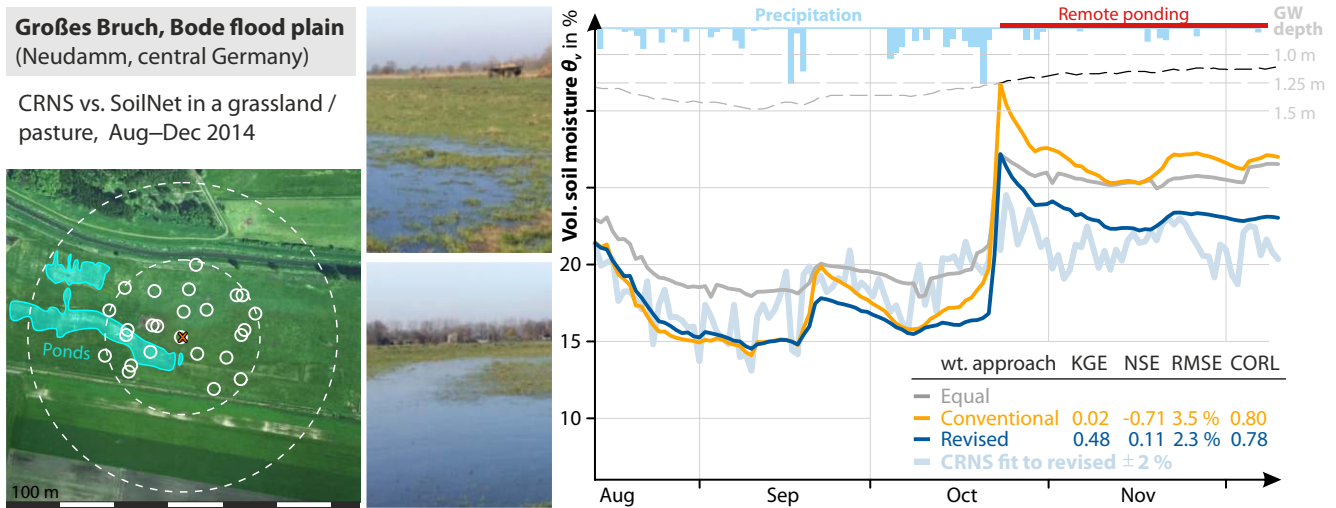 Großes Bruch, Bode flood plain
(Neudamm, central Germany)
CRNS vs. SoilNet in a grassland /
pasture, Aug–Dec 2014
Ponds
100 m
Precipitation
Remote ponding
GW
depth
1.0 m
1.25 m
1.5 m
Vol. soil moisture θv in %
20
15
10
Aug Sep Oct Nov
wt. approach KGE NSE RMSE CORL
Equal
Conventional 0.02 -0.71 3.5 % 0.80
Revised 0.48 0.11 2.3 % 0.78
CRNS fit to revised ± 2 %